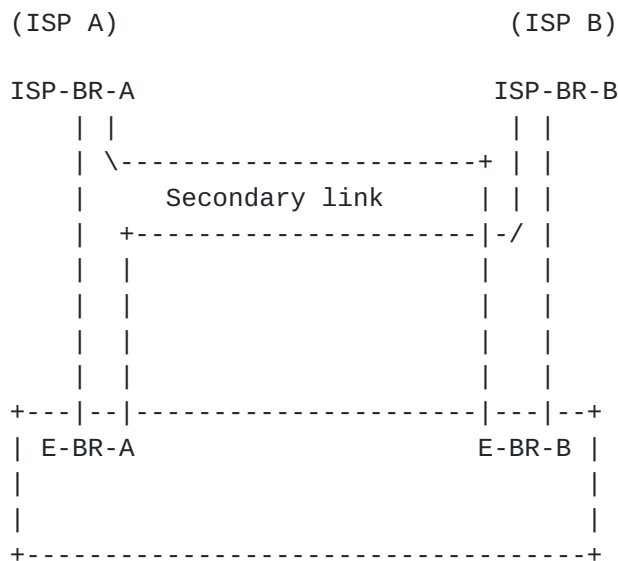 (ISP A) (ISP B)
ISP-BR-A ISP-BR-B
Secondary link
E-BR-A E-BR-B